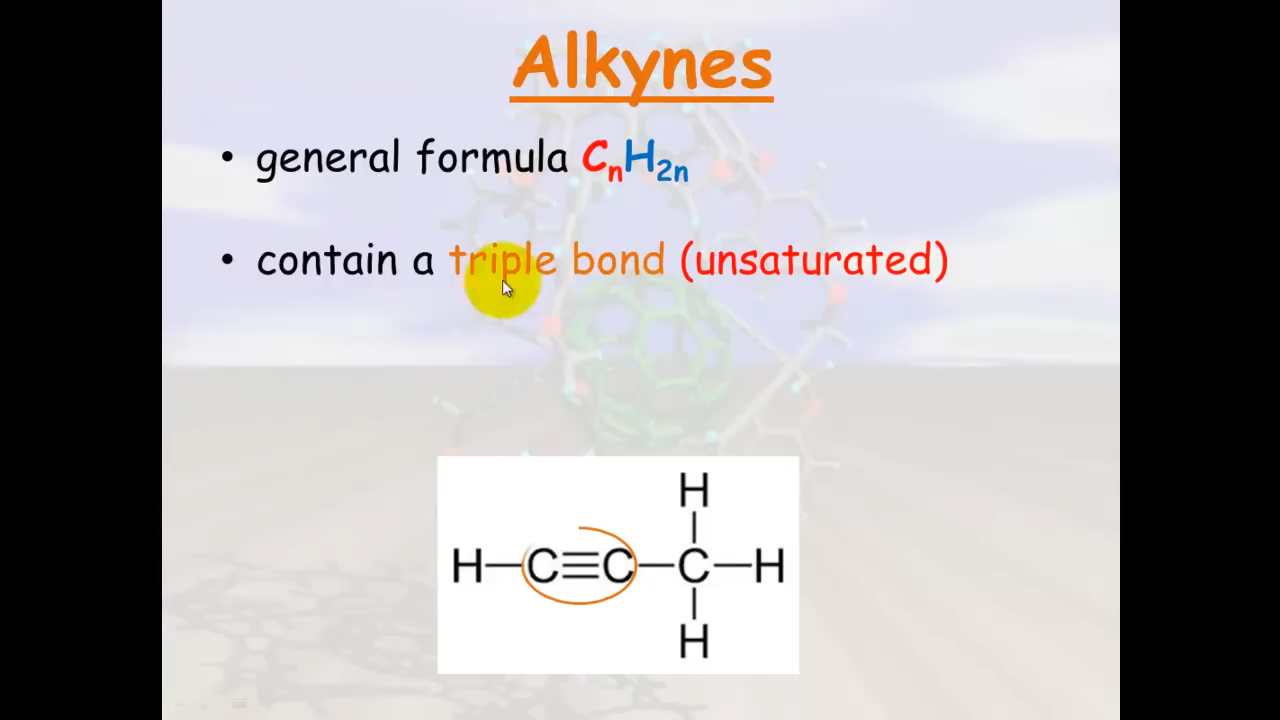 Alkynes
• general formula CₙH₂ₙ
• contain a triple bond (unsaturated)
H
H—C≡C—C—H
H